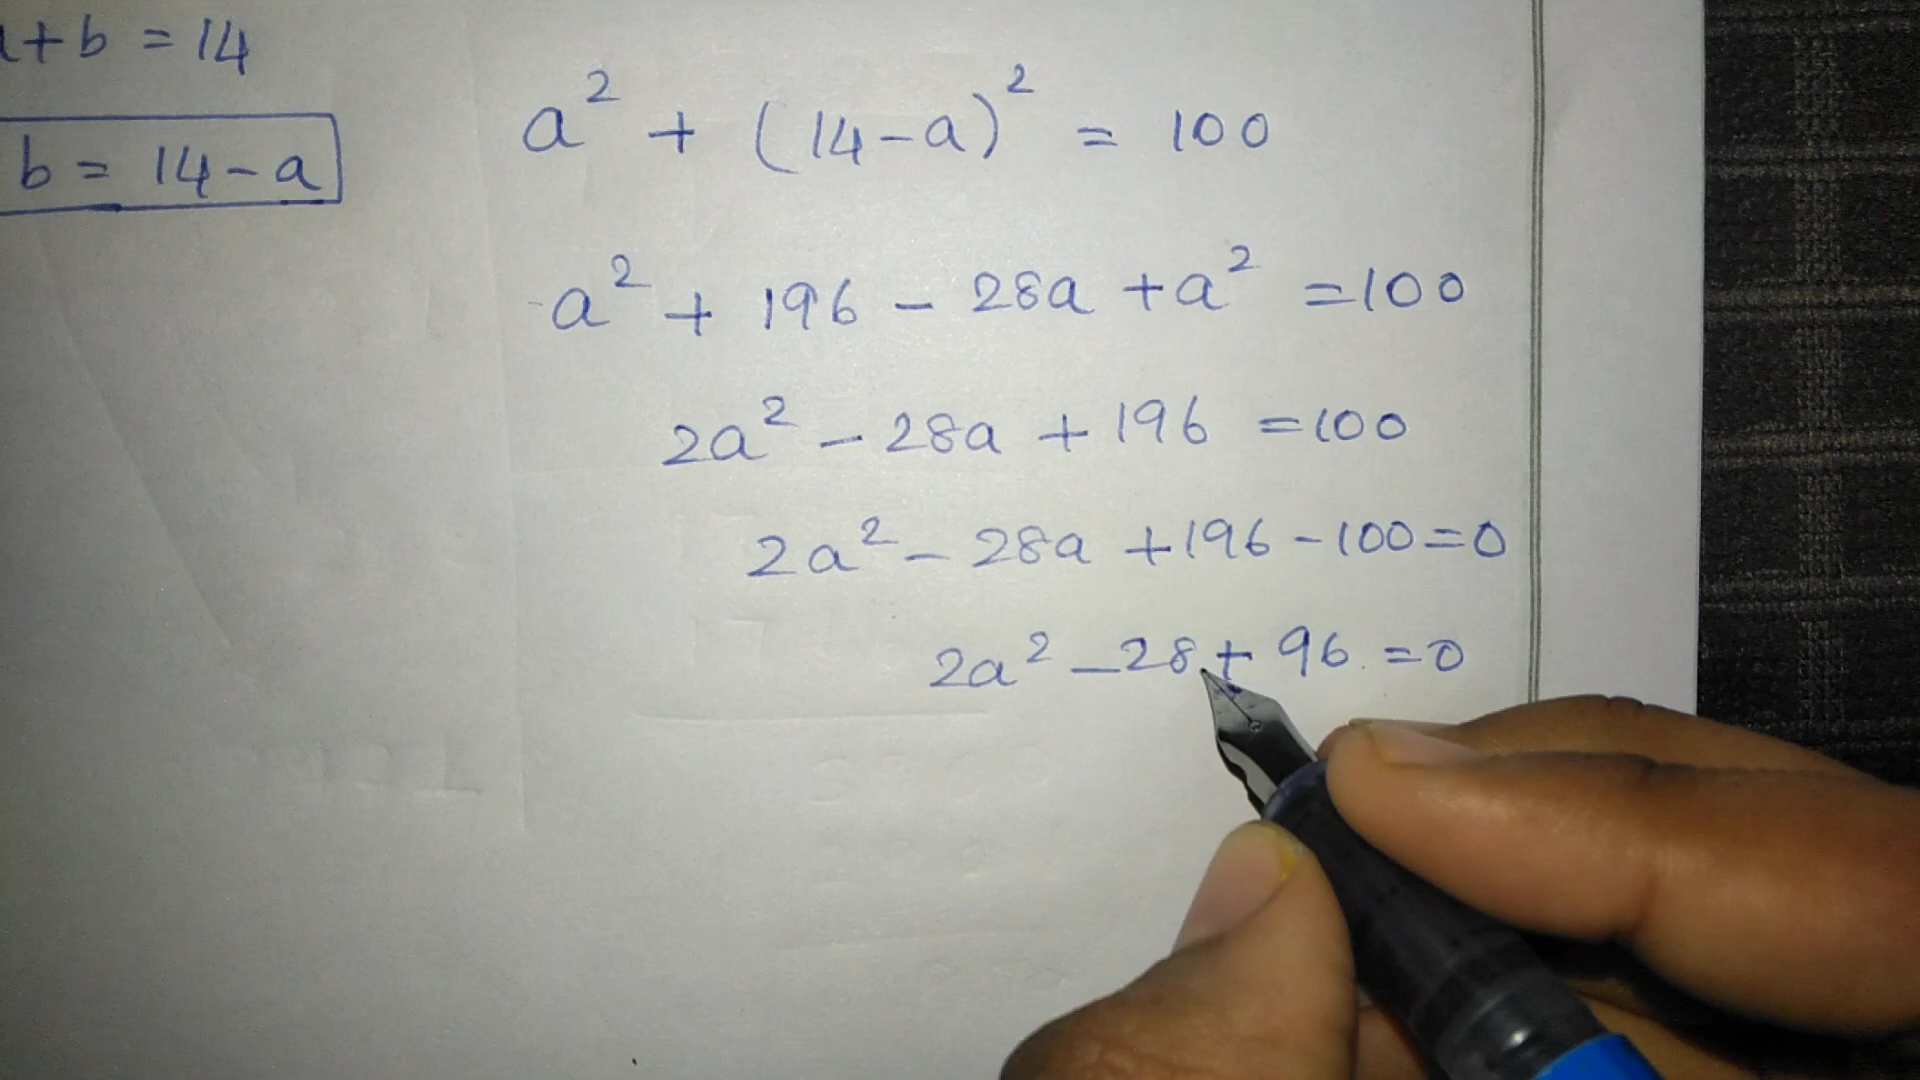 a+b = 14
b = 14-a
a² + (14-a)² = 100
a² + 196 - 28a + a² = 100
2a² - 28a + 196 = 100
2a² - 28a + 196 - 100 = 0
2a² - 28 + 96 = 0